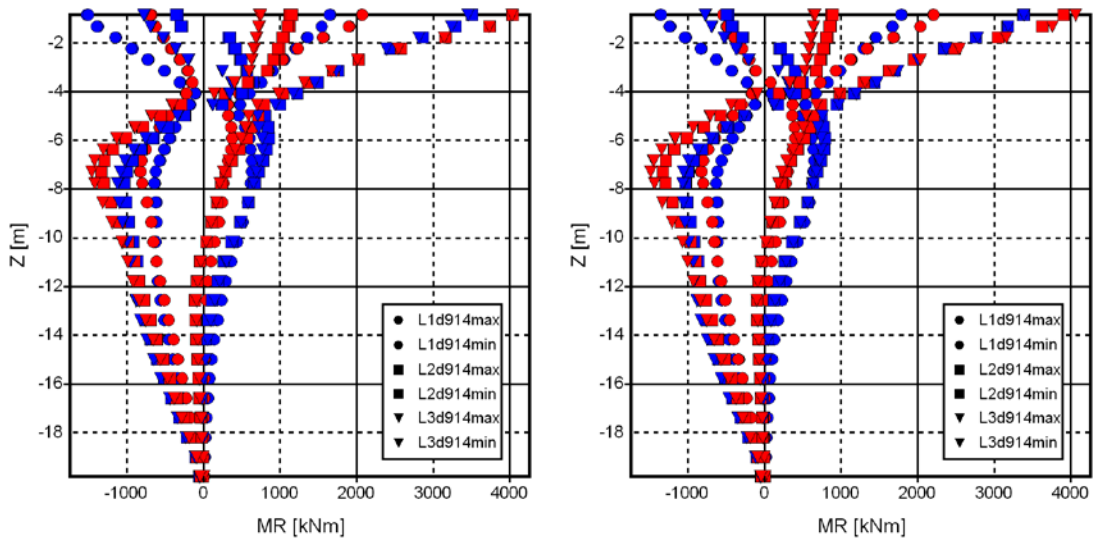 -2
-4
-6
-8
-10
-12
-14
-16
-18
Z [m]
L1d914max
L1d914min
L2d914max
L2d914min
L3d914max
L3d914min
-1000 0 1000 2000 3000 4000
MR [kNm]
-2
-4
-6
-8
-10
-12
-14
-16
-18
Z [m]
L1d914max
L1d914min
L2d914max
L2d914min
L3d914max
L3d914min
-1000 0 1000 2000 3000 4000
MR [kNm]